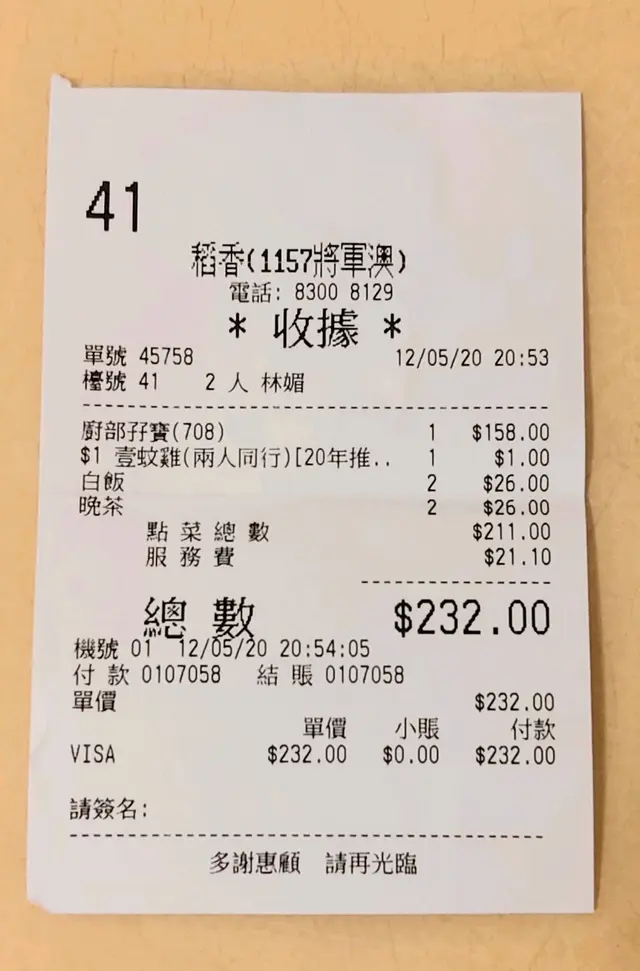 41
稻香(1157將軍澳)
電話: 8300 8129
* 收據 *
單號 45758 12/05/20 20:53
檯號 41 2 人 林媚
廚部孖寶(708) 1 $158.00
$1 壹蚊雞(兩人同行)[20年推.. 1 $1.00
白飯 2 $26.00
晚茶 2 $26.00
點菜總數 $211.00
服務費 $21.10
總數 $232.00
機號 01 12/05/20 20:54:05
付款 0107058 結賬 0107058
單價 $232.00
單價 小賬 付款
VISA $232.00 $0.00 $232.00
請簽名:
多謝惠顧 請再光臨